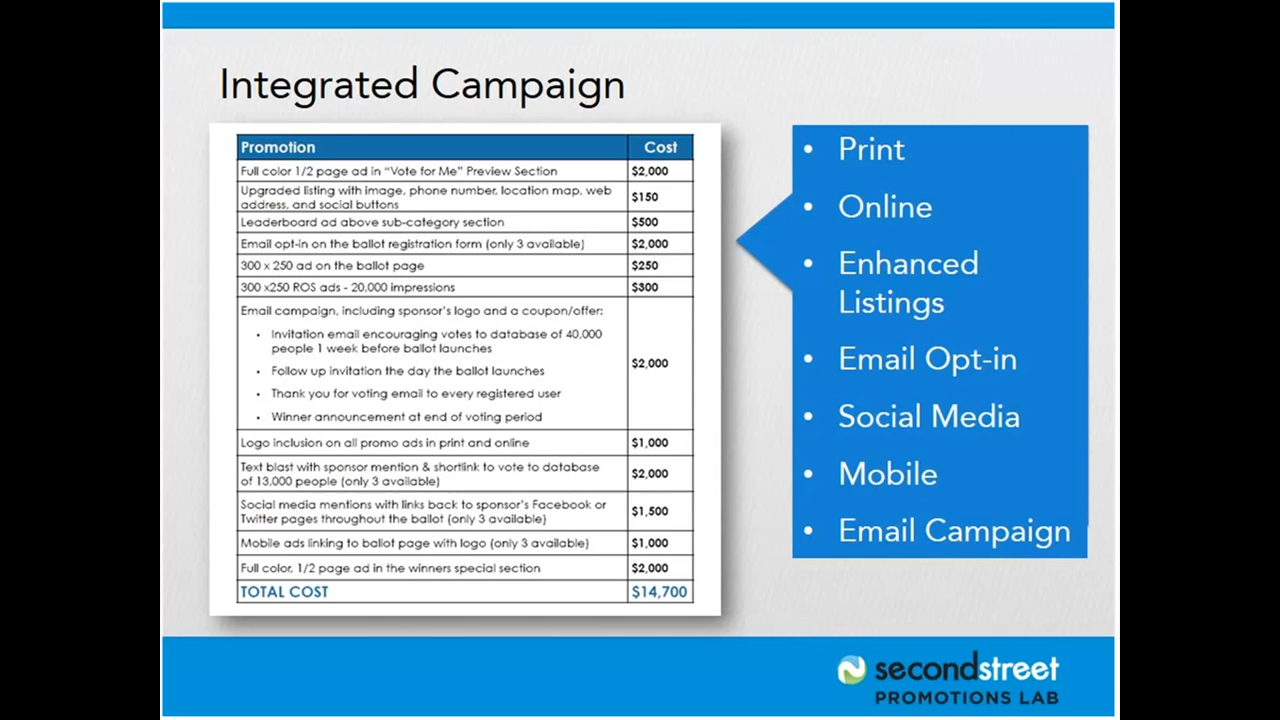 Integrated Campaign
Promotion Cost
Full color 1/2 page ad in “Vote for Me” Preview Section $2,000
Upgraded listing with image, phone number, location map, web
address, and social buttons
$150
Leaderboard ad above sub-category section $500
Email opt-in on the ballot registration form (only 3 available) $2,000
300 x 250 ad on the ballot page $250
300 x250 ROS ads - 20,000 impressions $300
Email campaign, including sponsor’s logo and a coupon/offer:
• Invitation email encouraging votes to database of 40,000
people 1 week before ballot launches
• Follow up invitation the day the ballot launches
• Thank you for voting email to every registered user
• Winner announcement at end of voting period
$2,000
Logo inclusion on all promo ads in print and online $1,000
Text blast with sponsor mention & shortlink to vote to database
of 13,000 people (only 3 available)
$2,000
Social media mentions with links back to sponsor’s Facebook or
Twitter pages throughout the ballot (only 3 available)
$1,500
Mobile ads linking to ballot page with logo (only 3 available) $1,000
Full color, 1/2 page ad in the winners special section $2,000
TOTAL COST $14,700
• Print
• Online
• Enhanced
Listings
• Email Opt-in
• Social Media
• Mobile
• Email Campaign
secondstreet
PROMOTIONS LAB